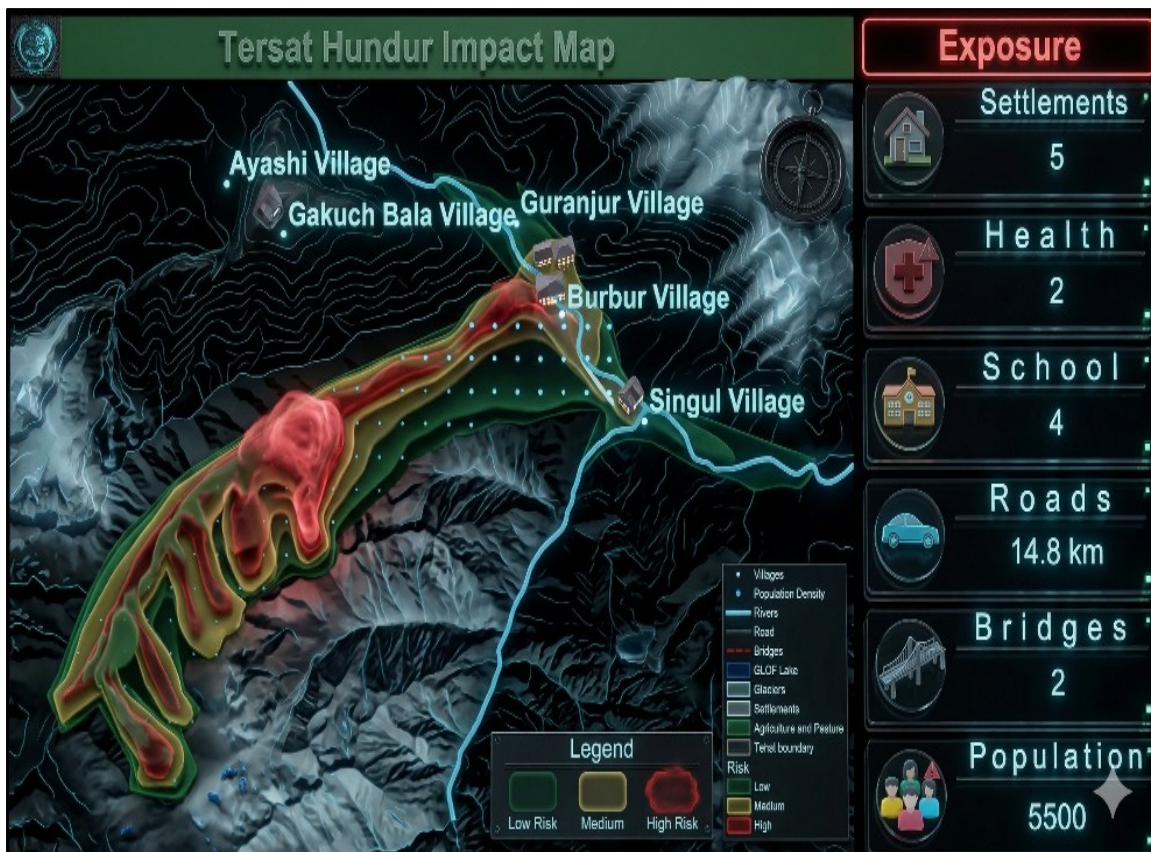 Tersat Hundur Impact Map
Ayashi Village
Gakuch Bala Village
Guranjur Village
Burbur Village
Singul Village
Villages
Population Density
Rivers
Road
Bridges
GLOF Lake
Glaciers
Settlements
Agriculture and Pasture
Tehsl boundary
Risk
Low
Medium
High
Legend
Low Risk
Medium
High Risk
Exposure
Settlements
5
Health
2
School
4
Roads
14.8 km
Bridges
2
Population
5500